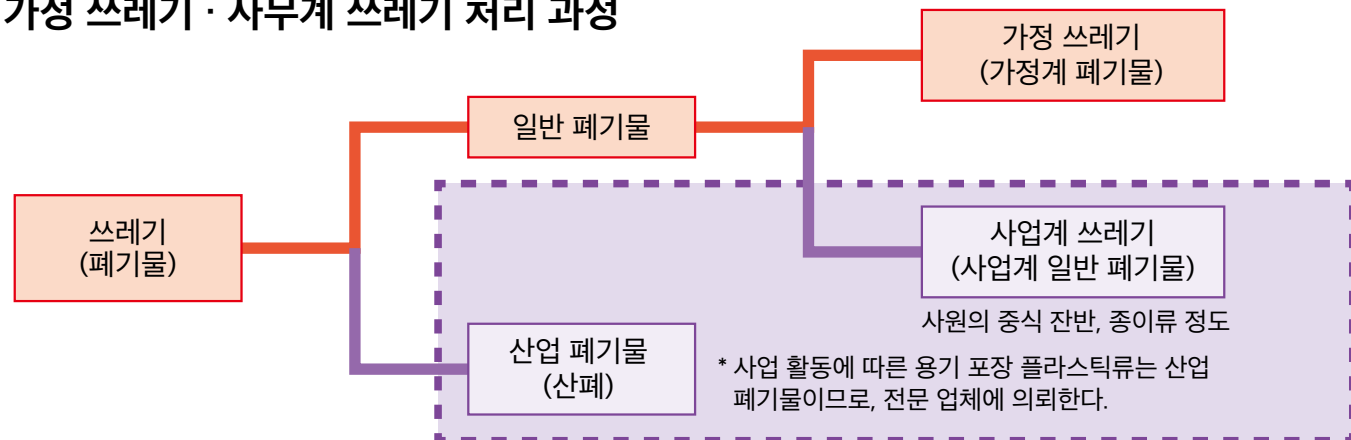 가정 쓰레기 · 사무계 쓰레기 처리 과정
가정 쓰레기
(가정계 폐기물)
일반 폐기물
쓰레기
(폐기물)
사업계 쓰레기
(사업계 일반 폐기물)
사원의 중식 잔반, 종이류 정도
산업 폐기물
(산폐)
* 사업 활동에 따른 용기 포장 플라스틱류는 산업
폐기물이므로, 전문 업체에 의뢰한다.